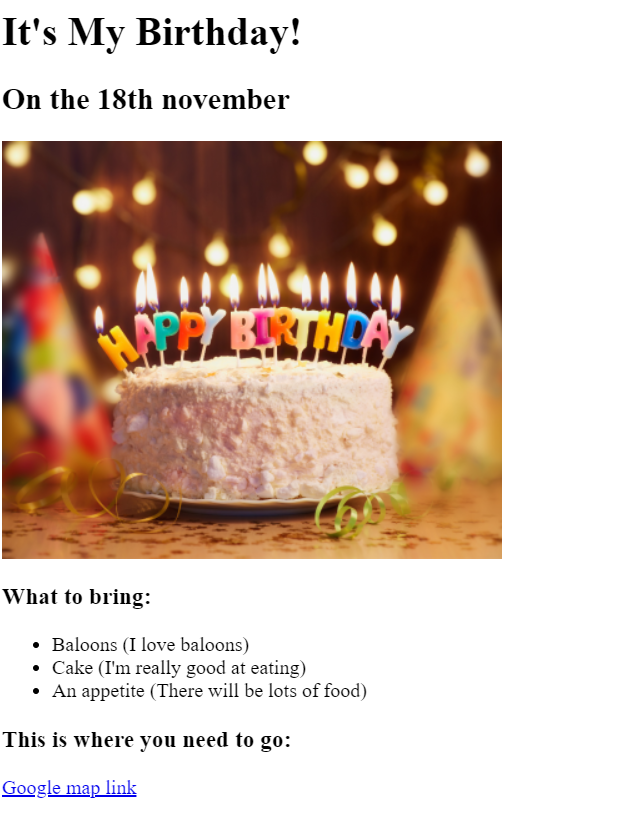 It's My Birthday!
On the 18th november
HAPPY BIRTHDAY
What to bring:
Baloons (I love baloons)
Cake (I'm really good at eating)
An appetite (There will be lots of food)
This is where you need to go:
Google map link